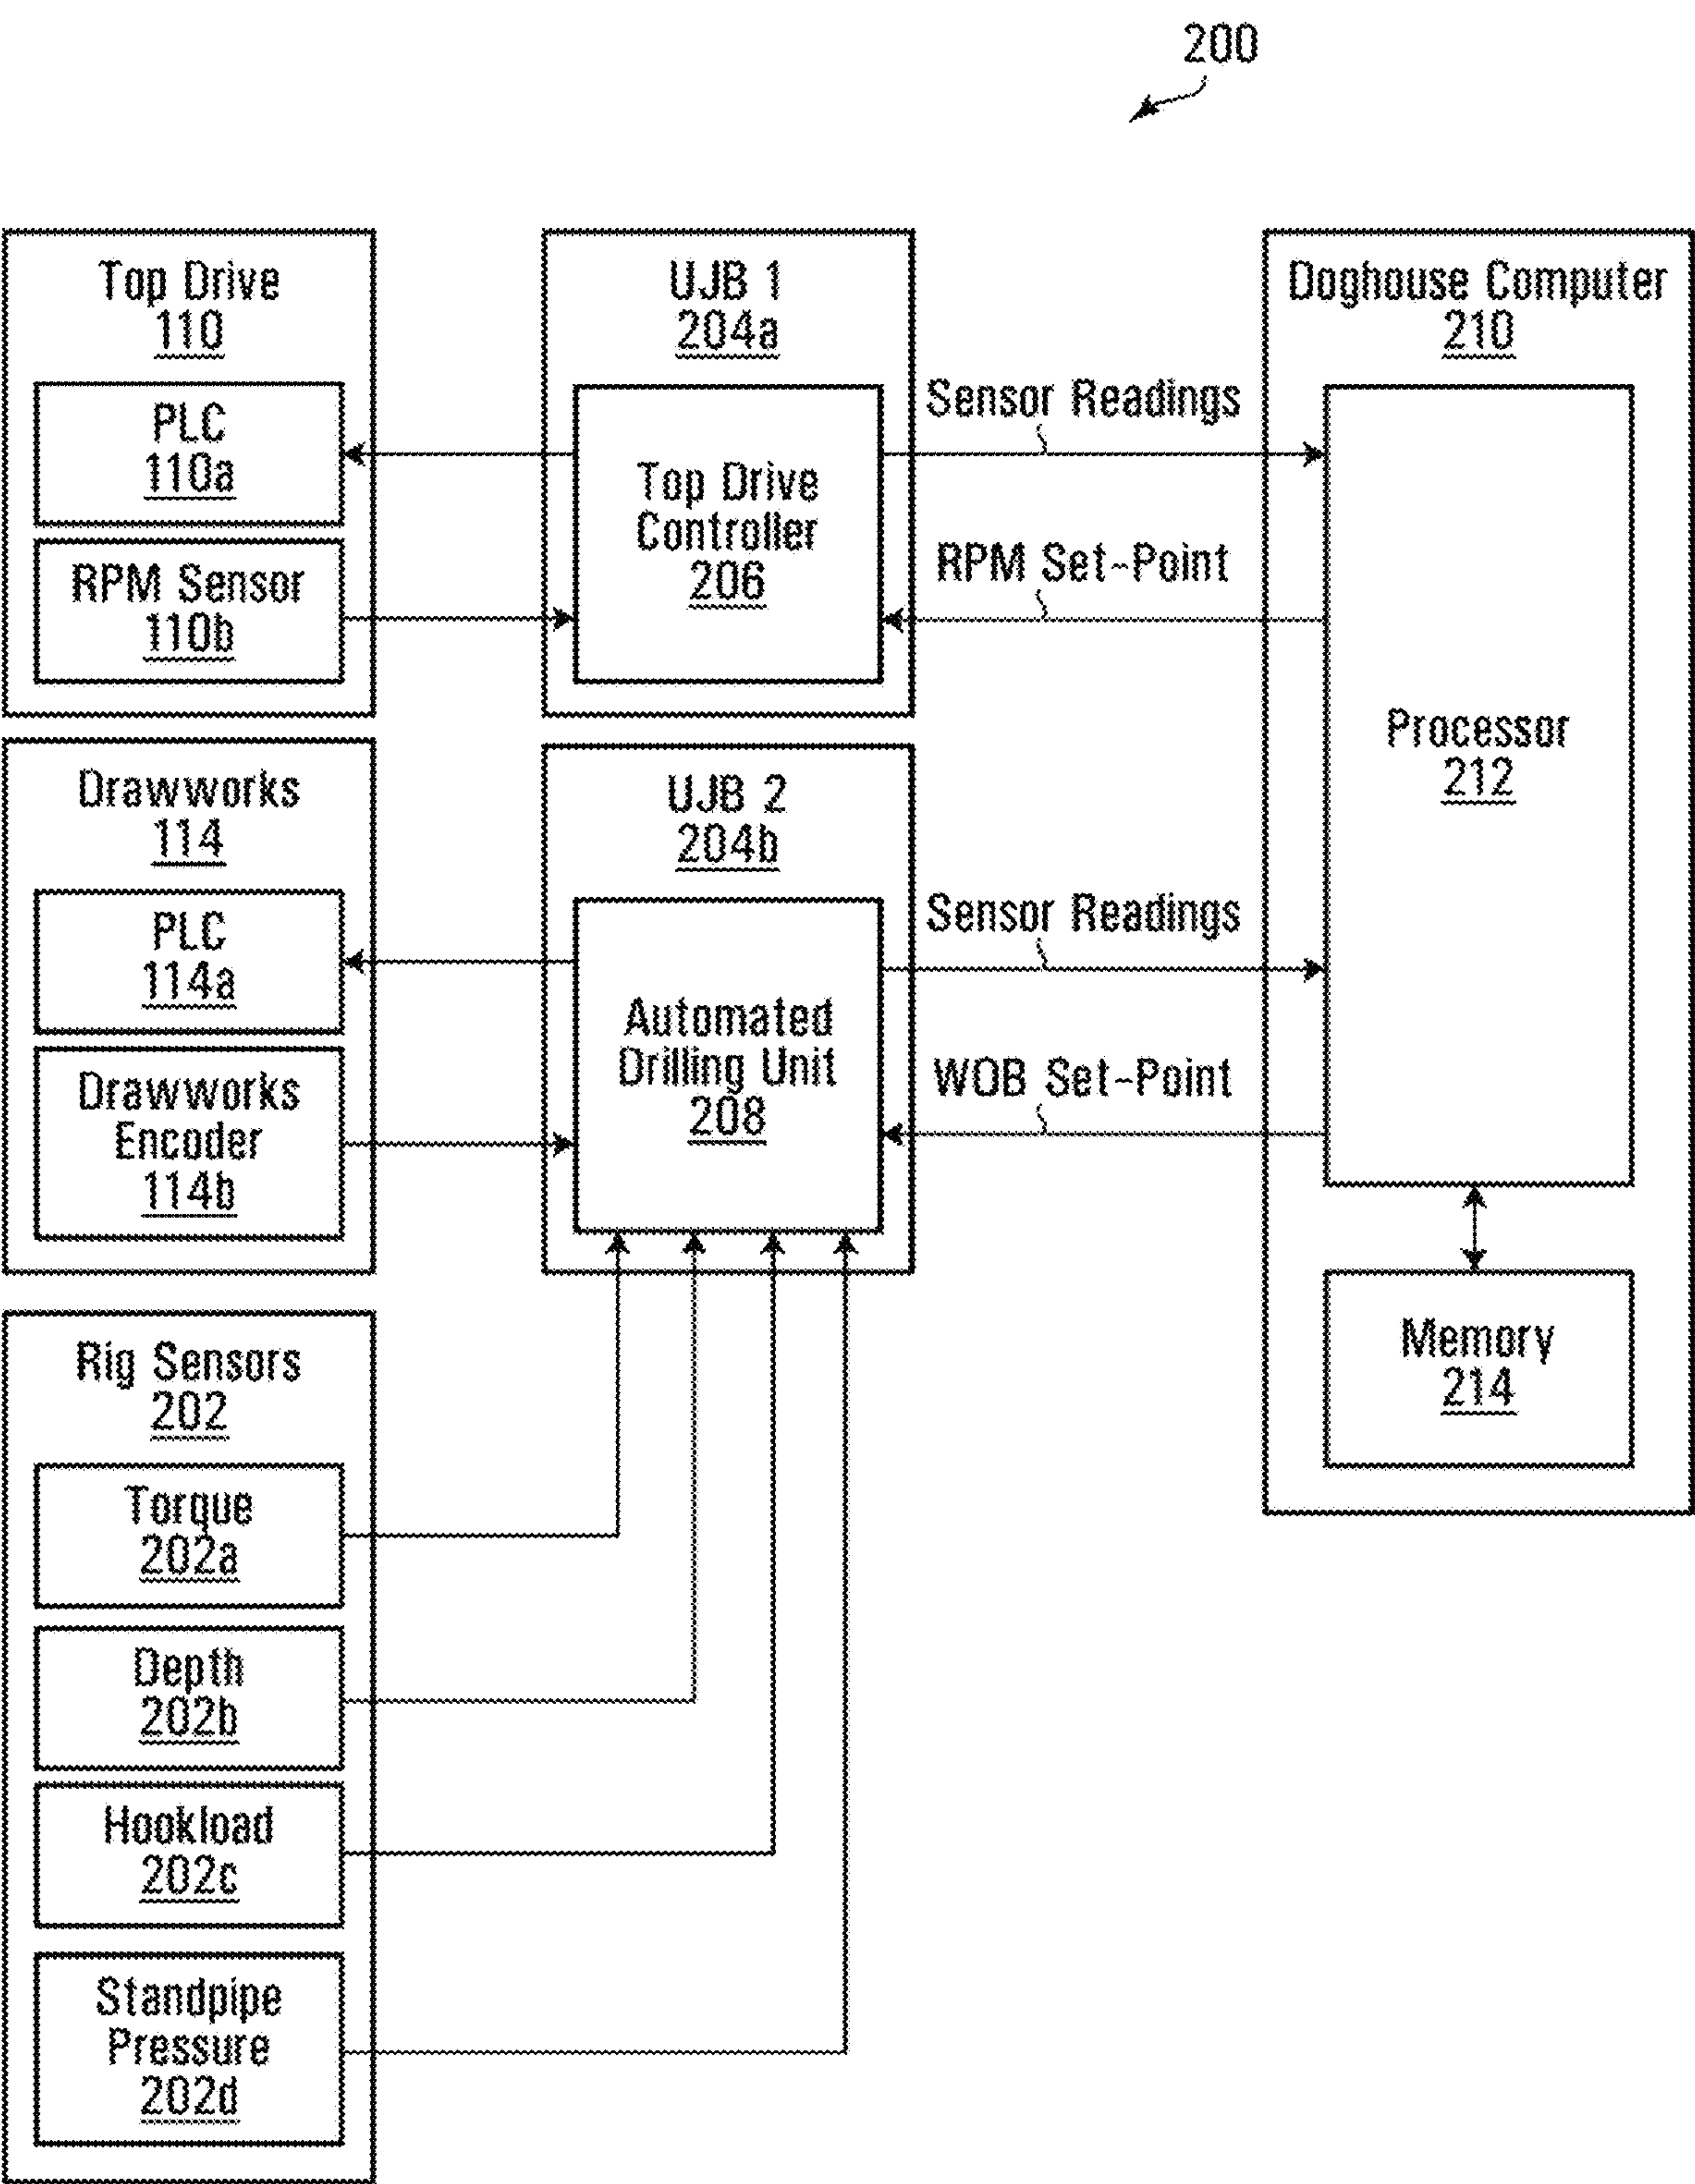 200
Top Drive
110
PLC
110a
RPM Sensor
110b
UJB 1
204a
Top Drive
Controller
206
Sensor Readings
RPM Set-Point
Doghouse Computer
210
Processor
212
Memory
214
Drawworks
114
PLC
114a
Drawworks
Encoder
114b
UJB 2
204b
Automated
Drilling Unit
208
Sensor Readings
WOB Set-Point
Rig Sensors
202
Torque
202a
Depth
202b
Hookload
202c
Standpipe
Pressure
202d